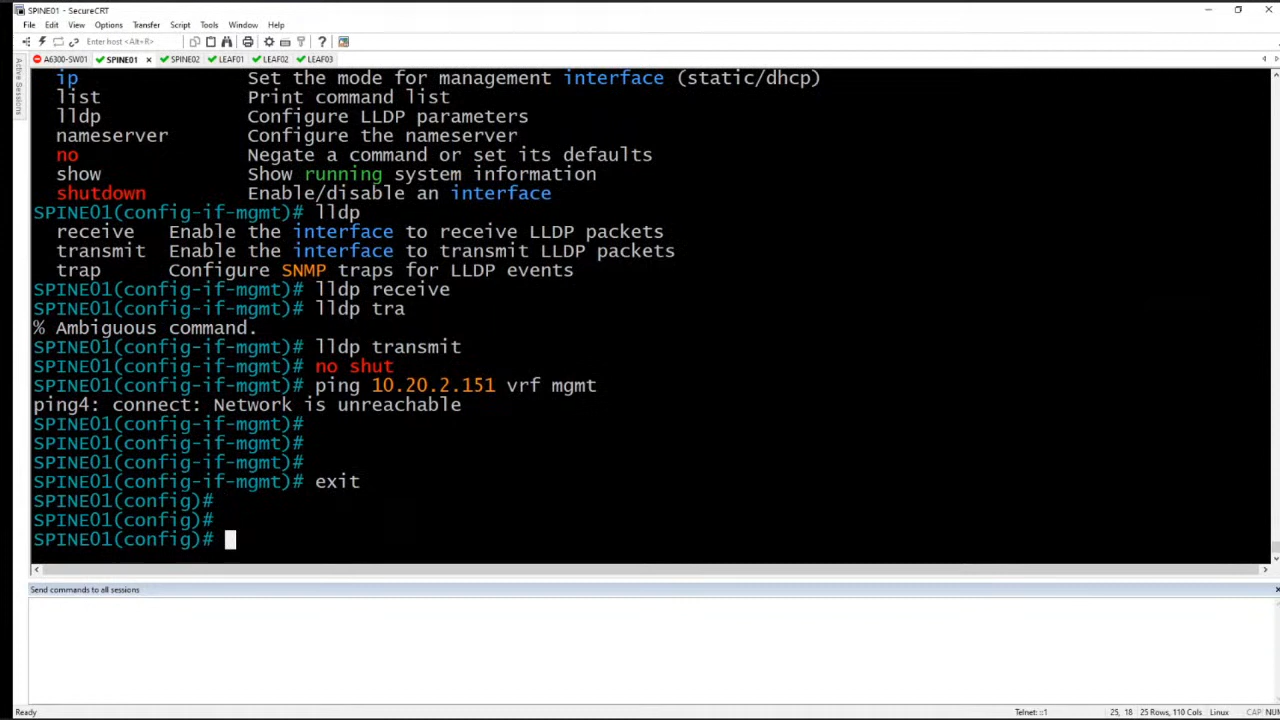 SPINE01 - SecureCRT
File Edit View Options Transfer Script Tools Window Help
Enter host <Alt+R>
A6300-SW01 SPINE01 SPINE02 LEAF01 LEAF02 LEAF03
Active Sessions
ip Set the mode for management interface (static/dhcp)
list Print command list
lldp Configure LLDP parameters
nameserver Configure the nameserver
no Negate a command or set its defaults
show Show running system information
shutdown Enable/disable an interface
SPINE01(config-if-mgmt)# lldp
receive Enable the interface to receive LLDP packets
transmit Enable the interface to transmit LLDP packets
trap Configure SNMP traps for LLDP events
SPINE01(config-if-mgmt)# lldp receive
SPINE01(config-if-mgmt)# lldp tra
% Ambiguous command.
SPINE01(config-if-mgmt)# lldp transmit
SPINE01(config-if-mgmt)# no shut
SPINE01(config-if-mgmt)# ping 10.20.2.151 vrf mgmt
ping4: connect: Network is unreachable
SPINE01(config-if-mgmt)#
SPINE01(config-if-mgmt)#
SPINE01(config-if-mgmt)#
SPINE01(config-if-mgmt)# exit
SPINE01(config)#
SPINE01(config)#
SPINE01(config)#
Send commands to all sessions
Ready Telnet: ::1 25, 18 25 Rows, 110 Cols Linux CAP NUM